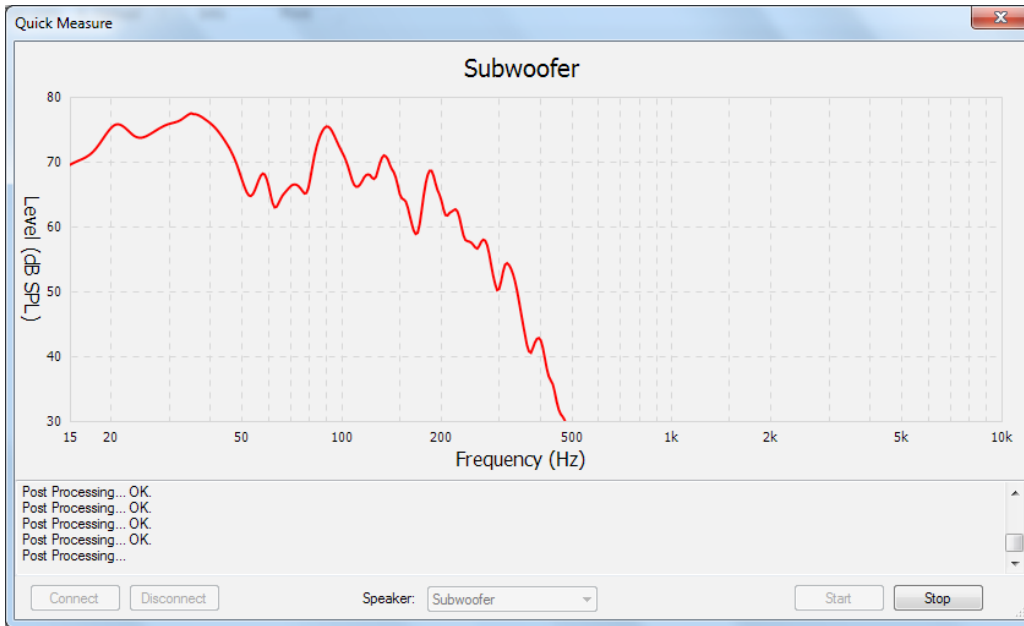 Quick Measure
Subwoofer
80
70
60
50
40
30
Level (dB SPL)
15 20 50 100 200 500 1k 2k 5k 10k
Frequency (Hz)
Post Processing... OK.
Post Processing... OK.
Post Processing... OK.
Post Processing... OK.
Post Processing...
Connect Disconnect Speaker: Subwoofer Start Stop